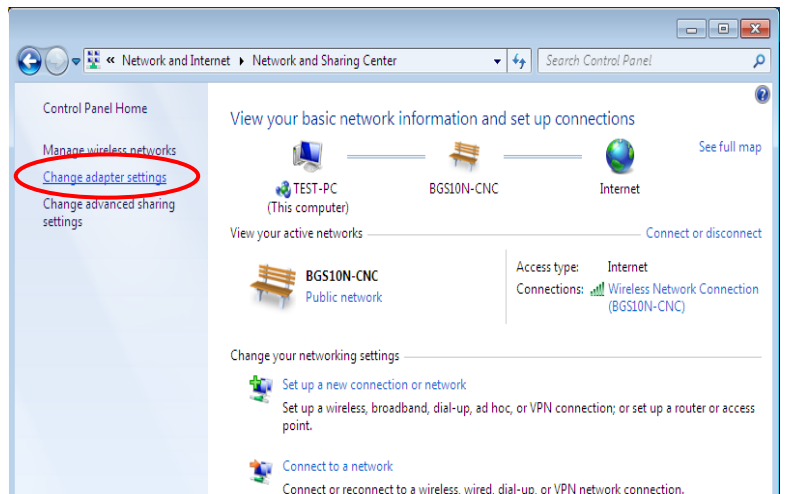 « Network and Internet ▸ Network and Sharing Center
Search Control Panel
Control Panel Home
Manage wireless networks
Change adapter settings
Change advanced sharing
settings
View your basic network information and set up connections
See full map
TEST-PC
(This computer)
BGS10N-CNC
Internet
View your active networks
Connect or disconnect
BGS10N-CNC
Public network
Access type: Internet
Connections: Wireless Network Connection
(BGS10N-CNC)
Change your networking settings
Set up a new connection or network
Set up a wireless, broadband, dial-up, ad hoc, or VPN connection; or set up a router or access
point.
Connect to a network
Connect or reconnect to a wireless, wired, dial-up, or VPN network connection.